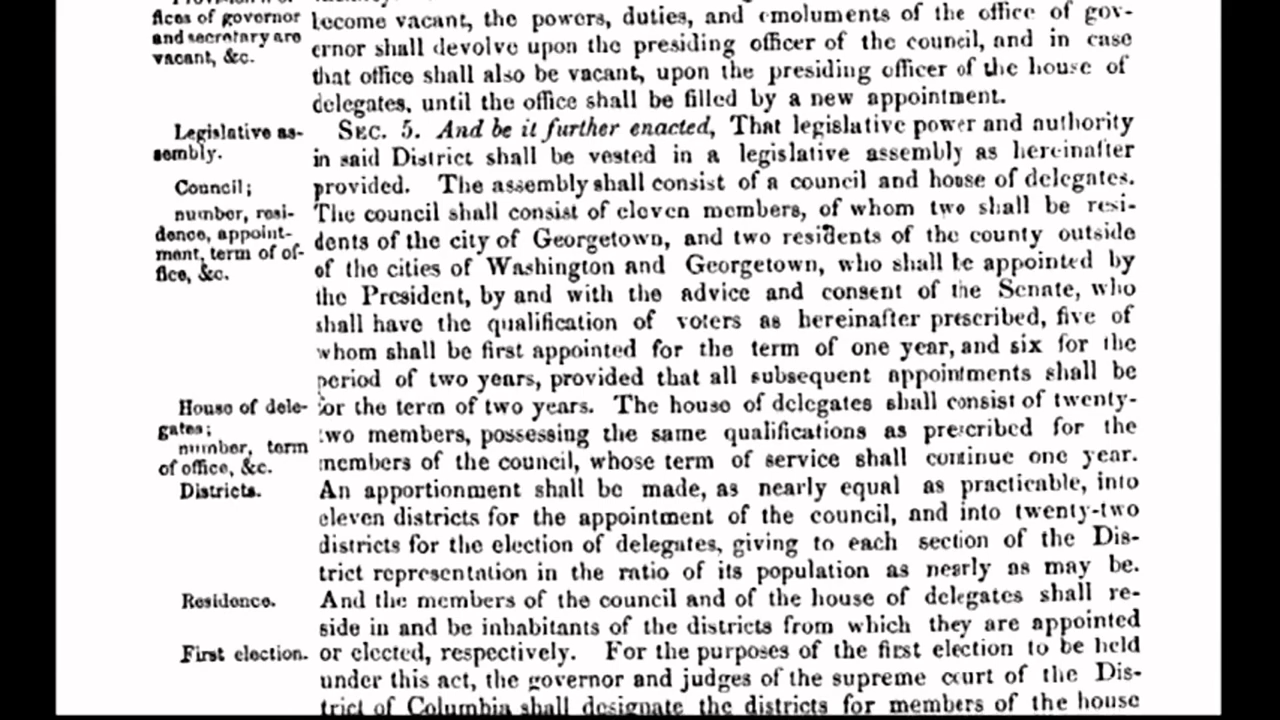 fices of governor
and secretary are
vacant, &c.
become vacant, the powers, duties, and emoluments of the office of gov-
ernor shall devolve upon the presiding officer of the council, and in case
that office shall also be vacant, upon the presiding officer of the house of
delegates, until the office shall be filled by a new appointment.
Legislative as-
sembly.
SEC. 5. And be it further enacted, That legislative power and authority
in said District shall be vested in a legislative assembly as hereinafter
Council;
number, resi-
dence, appoint-
ment, term of of-
fice, &c.
provided. The assembly shall consist of a council and house of delegates.
The council shall consist of eleven members, of whom two shall be resi-
dents of the city of Georgetown, and two residents of the county outside
of the cities of Washington and Georgetown, who shall be appointed by
the President, by and with the advice and consent of the Senate, who
shall have the qualification of voters as hereinafter prescribed, five of
whom shall be first appointed for the term of one year, and six for the
period of two years, provided that all subsequent appointments shall be
House of dele-
gates;
number, term
of office, &c.
for the term of two years. The house of delegates shall consist of twenty-
two members, possessing the same qualifications as prescribed for the
members of the council, whose term of service shall continue one year.
Districts.
An apportionment shall be made, as nearly equal as practicable, into
eleven districts for the appointment of the council, and into twenty-two
districts for the election of delegates, giving to each section of the Dis-
trict representation in the ratio of its population as nearly as may be.
Residence.
And the members of the council and of the house of delegates shall re-
side in and be inhabitants of the districts from which they are appointed
First election.
or elected, respectively. For the purposes of the first election to be held
under this act, the governor and judges of the supreme court of the Dis-
trict of Columbia shall designate the districts for members of the house